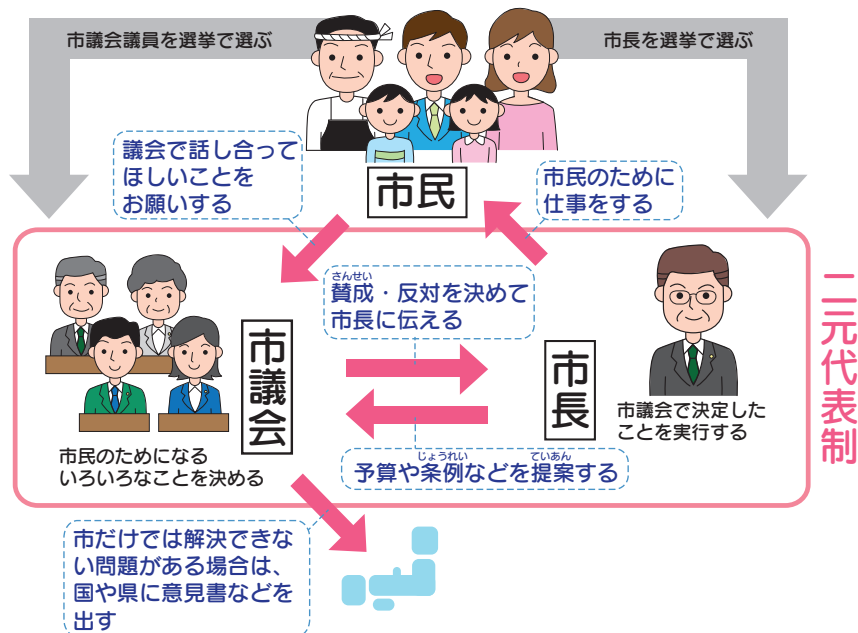 市議会議員を選挙で選ぶ
市長を選挙で選ぶ
議会で話し合って
ほしいことを
お願いする
市民
市民のために
仕事をする
さんせい
賛成・反対を決めて
市長に伝える
市議会
市民のためになる
いろいろなことを決める
市長
市議会で決定した
ことを実行する
じょうれい ていあん
予算や条例などを提案する
二元代表制
市だけでは解決できな
い問題がある場合は、
国や県に意見書などを
出す